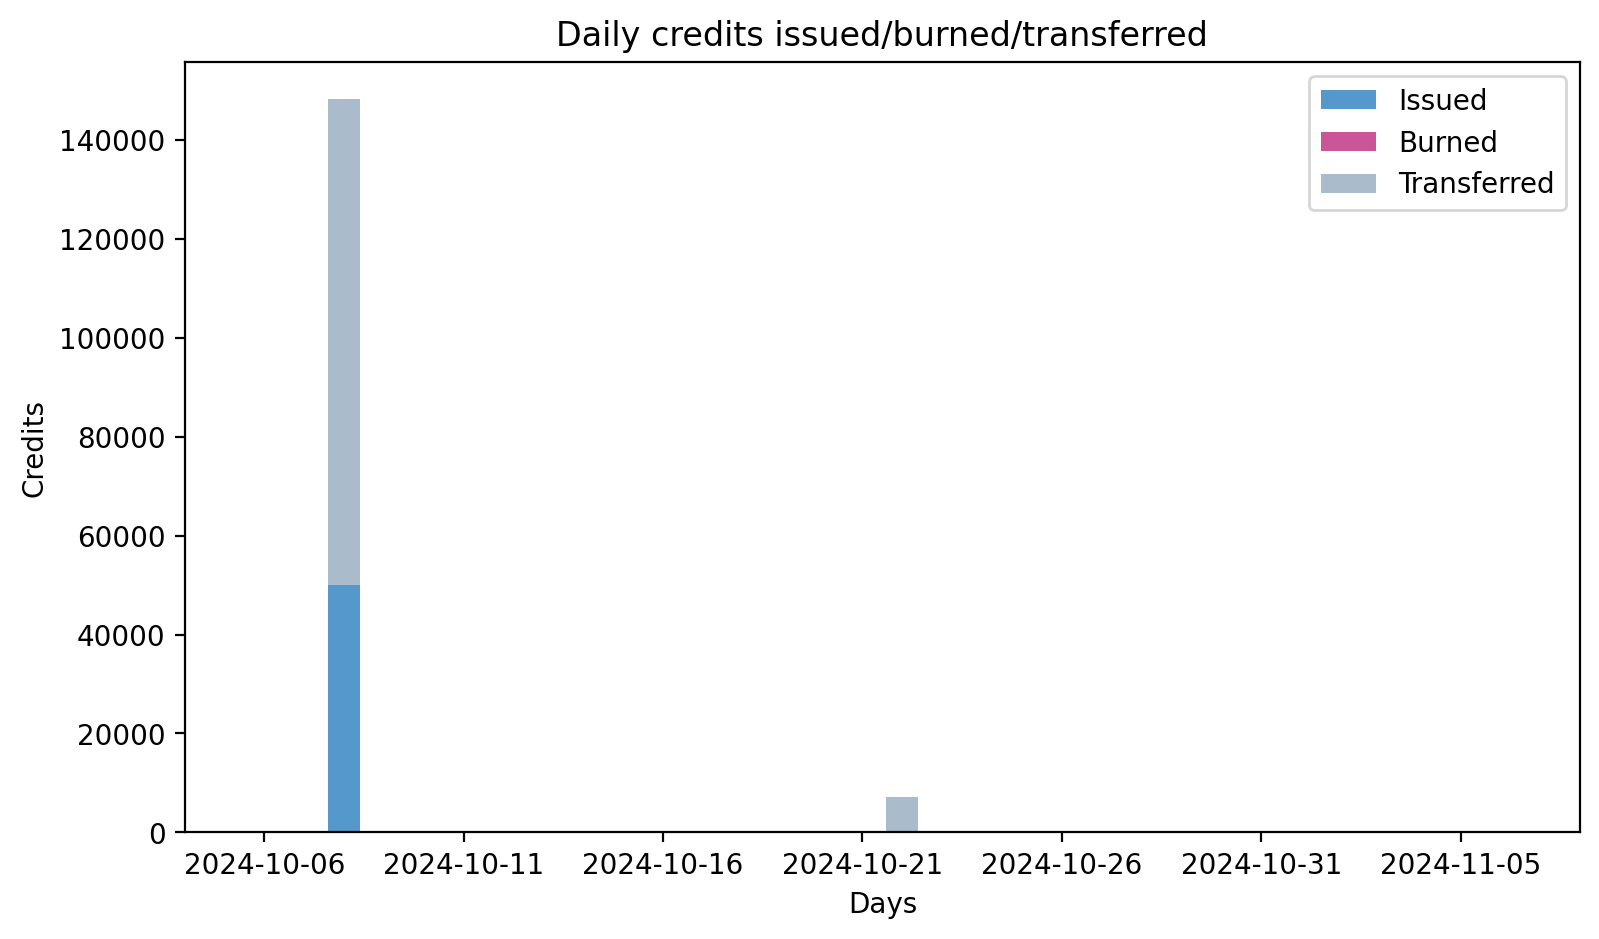 Daily credits issued/burned/transferred
Issued
Burned
Transferred
140000
120000
100000
80000
60000
40000
20000
0
Credits
2024-10-06 2024-10-11 2024-10-16 2024-10-21 2024-10-26 2024-10-31 2024-11-05
Days